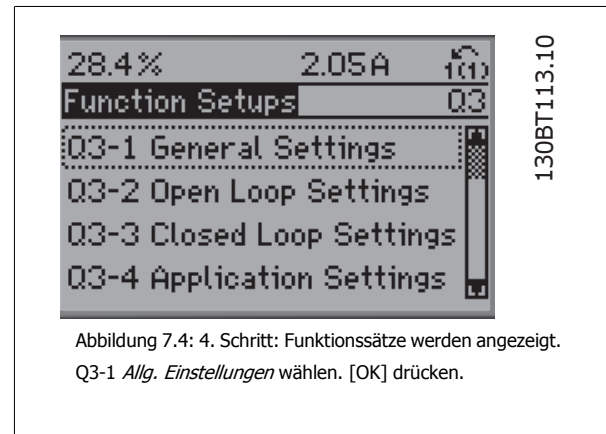 28.4% 2.05A 1(1)
Function Setups Q3
Q3-1 General Settings
Q3-2 Open Loop Settings
Q3-3 Closed Loop Settings
Q3-4 Application Settings
130BT113.10
Abbildung 7.4: 4. Schritt: Funktionssätze werden angezeigt.
Q3-1 Allg. Einstellungen wählen. [OK] drücken.